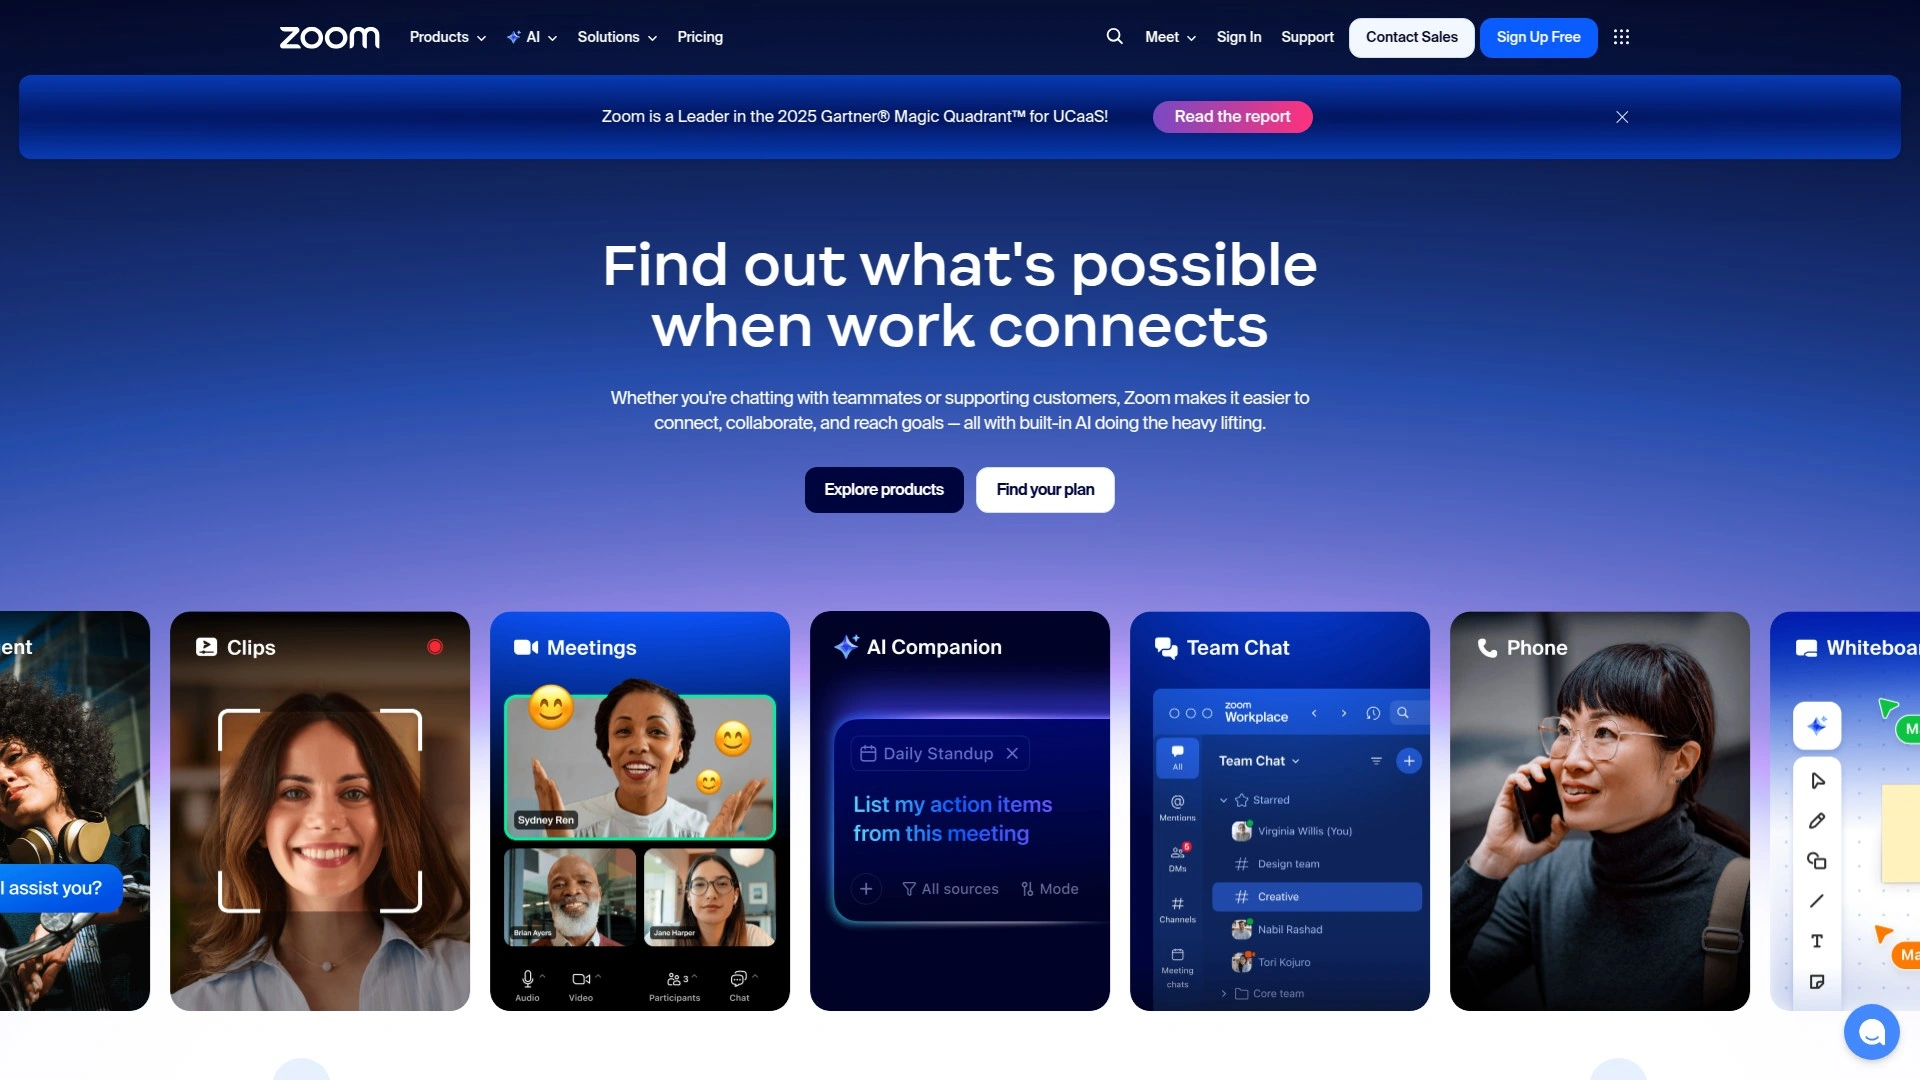 zoom
Products
AI
Solutions
Pricing
Meet
Sign In
Support
Contact Sales
Sign Up Free
Zoom is a Leader in the 2025 Gartner® Magic Quadrant™ for UCaaS!
Read the report
Find out what's possible
when work connects
Whether you're chatting with teammates or supporting customers, Zoom makes it easier to
connect, collaborate, and reach goals — all with built-in AI doing the heavy lifting.
Explore products
Find your plan
ent
I assist you?
Clips
Meetings
Sydney Ren
Brian Ayers
Jane Harper
Audio
Video
3
Participants
Chat
AI Companion
Daily Standup
List my action items
from this meeting
All sources
Mode
Team Chat
zoom
Workplace
All
Mentions
5
DMs
Channels
Meeting
chats
Team Chat
Starred
Virginia Willis (You)
Design team
Creative
Nabil Rashad
Tori Kojuro
Core team
Phone
Whiteboar
Ma
Ma